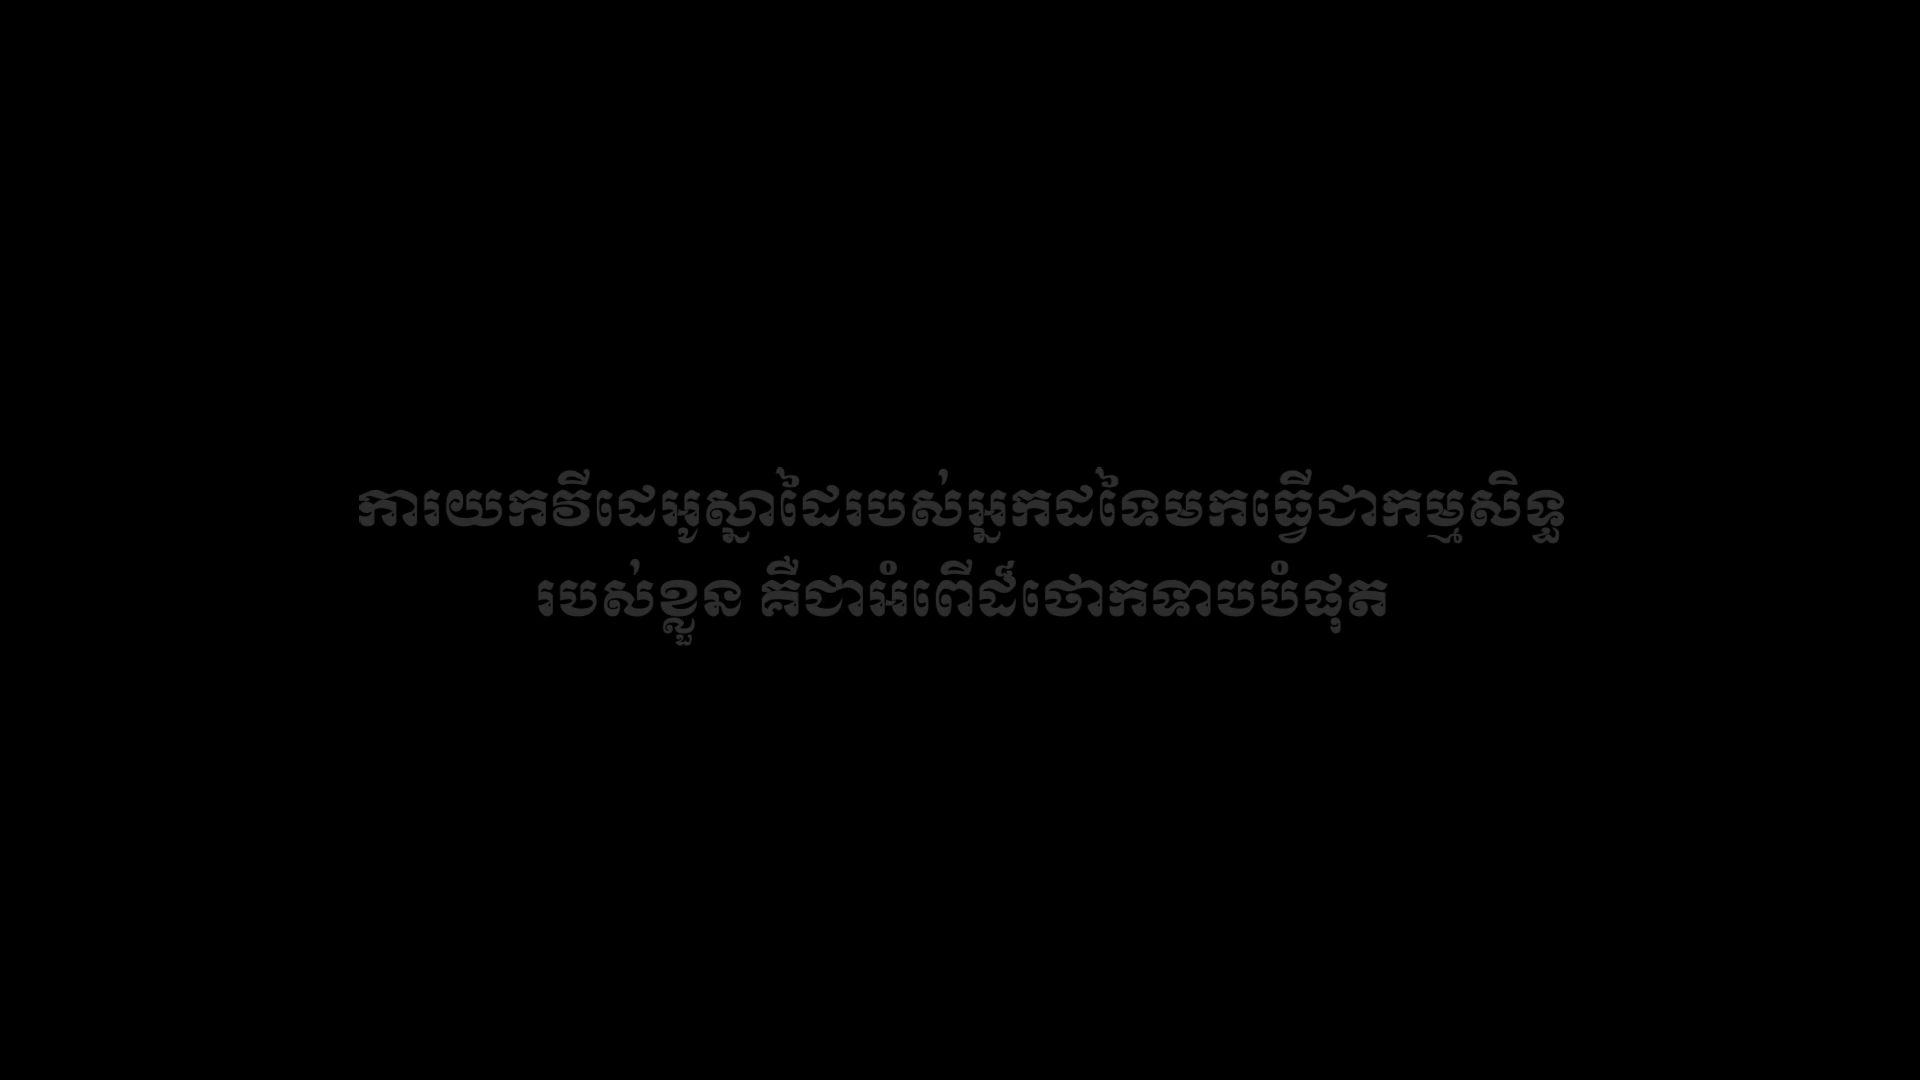 ការយកវីដេអូស្នាដៃរបស់អ្នកដទៃមកធ្វើជាកម្មសិទ្ធ
របស់ខ្លួន គឺជាអំពើដ៏ថោកទាបបំផុត